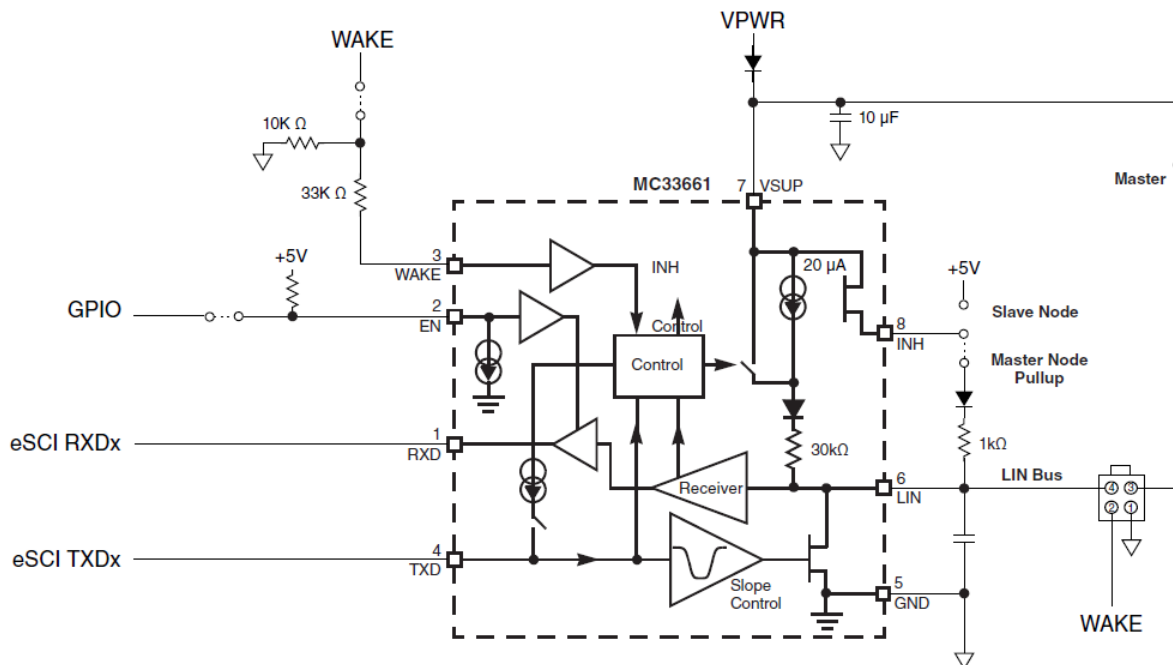 VPWR
WAKE
10K Ω
10 µF
33K Ω
MC33661
7
VSUP
Master
3
WAKE
INH
20 µA
+5V
+5V
GPIO
2
EN
Slave Node
Control
8
INH
Control
Master Node
Pullup
eSCI RXDx
1
RXD
30kΩ
1kΩ
Receiver
6
LIN
LIN Bus
4 3
2 1
eSCI TXDx
4
TXD
Slope
Control
5
GND
WAKE